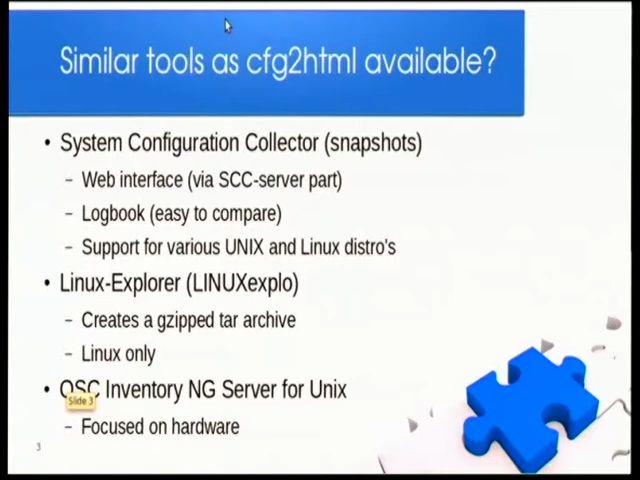 Similar tools as cfg2html available?
• System Configuration Collector (snapshots)
– Web interface (via SCC-server part)
– Logbook (easy to compare)
– Support for various UNIX and Linux distro's
• Linux-Explorer (LINUXexplo)
– Creates a gzipped tar archive
– Linux only
• OSC Inventory NG Server for Unix
Slide 3
– Focused on hardware
3